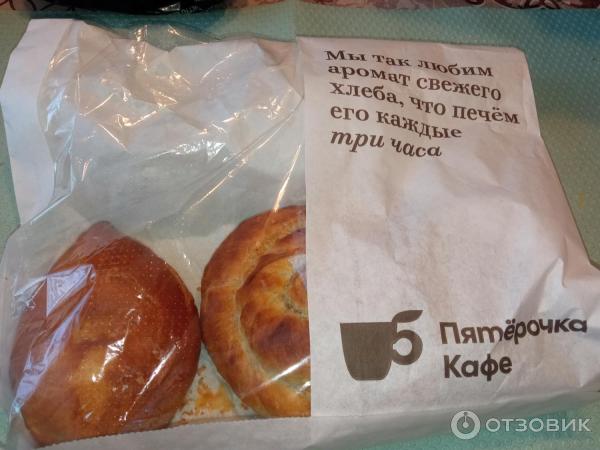 Мы так любим
аромат свежего
хлеба, что печём
его каждые
три часа
Пятёрочка
Кафе
ОТЗОВИК